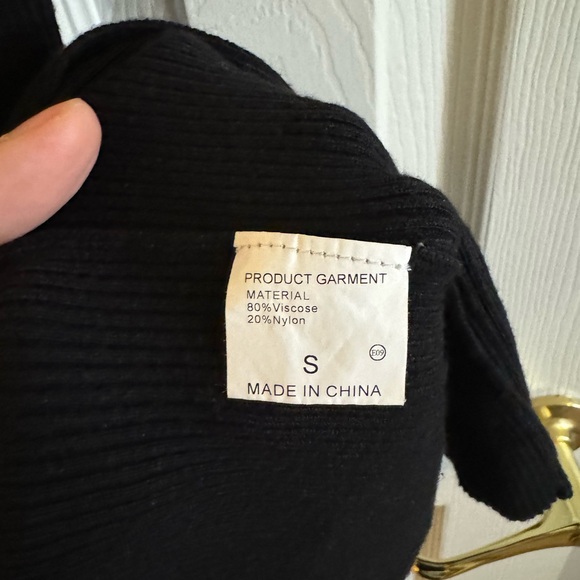 PRODUCT GARMENT
MATERIAL
80%Viscose
20%Nylon
E09
S
MADE IN CHINA